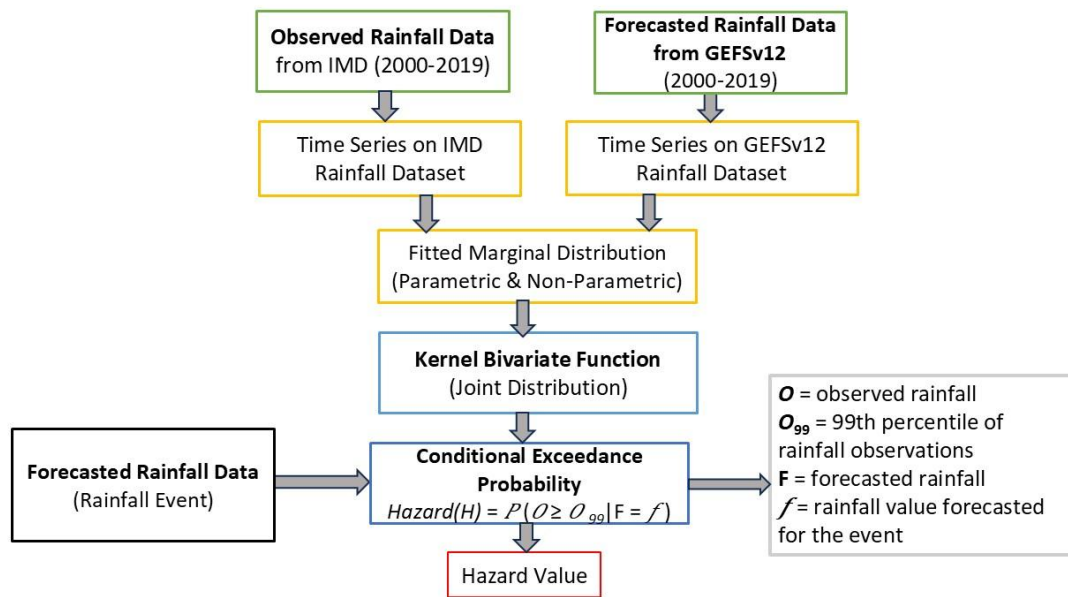 Observed Rainfall Data
from IMD (2000-2019)
Forecasted Rainfall Data
from GEFSv12
(2000-2019)
Time Series on IMD
Rainfall Dataset
Time Series on GEFSv12
Rainfall Dataset
Fitted Marginal Distribution
(Parametric & Non-Parametric)
Kernel Bivariate Function
(Joint Distribution)
Forecasted Rainfall Data
(Rainfall Event)
Conditional Exceedance
Probability
Hazard(H) = P(O ≥ O₉₉|F = f)
O = observed rainfall
O₉₉ = 99th percentile of
rainfall observations
F = forecasted rainfall
f = rainfall value forecasted
for the event
Hazard Value